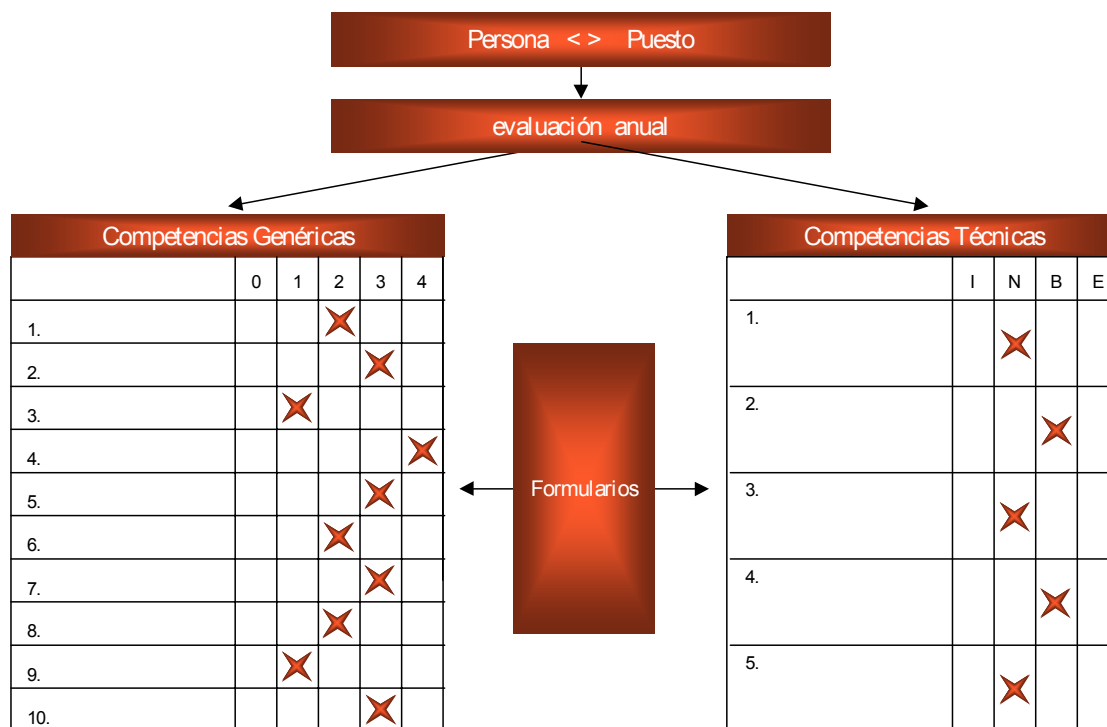 Persona < > Puesto
evaluación anual
Competencias Genéricas
0 1 2 3 4
1.
2.
3.
4.
5.
6.
7.
8.
9.
10.
Formularios
Competencias Técnicas
I N B E
1.
2.
3.
4.
5.